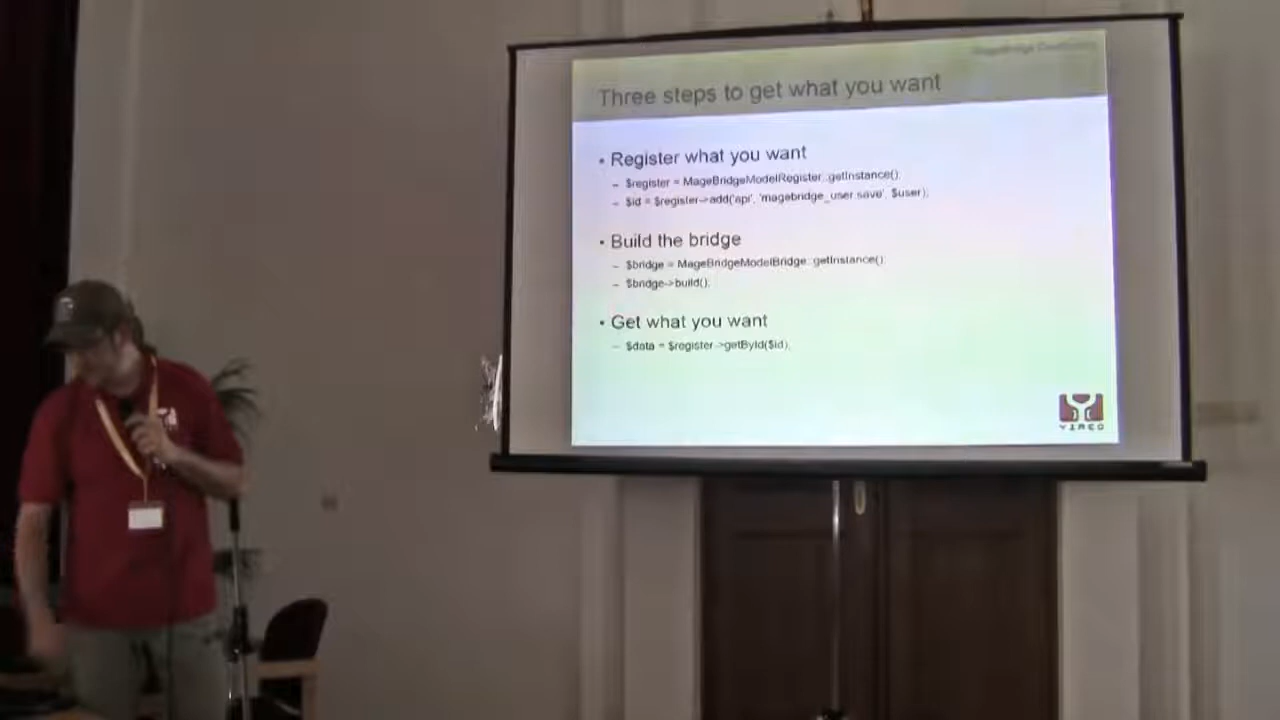 Three steps to get what you want
• Register what you want
– $register = MageBridgeModelRegister::getInstance();
– $id = $register->add('api', 'magebridge_user.save', $user);
• Build the bridge
– $bridge = MageBridgeModelBridge::getInstance();
– $bridge->build();
• Get what you want
– $data = $register->getById($id);
YIREO